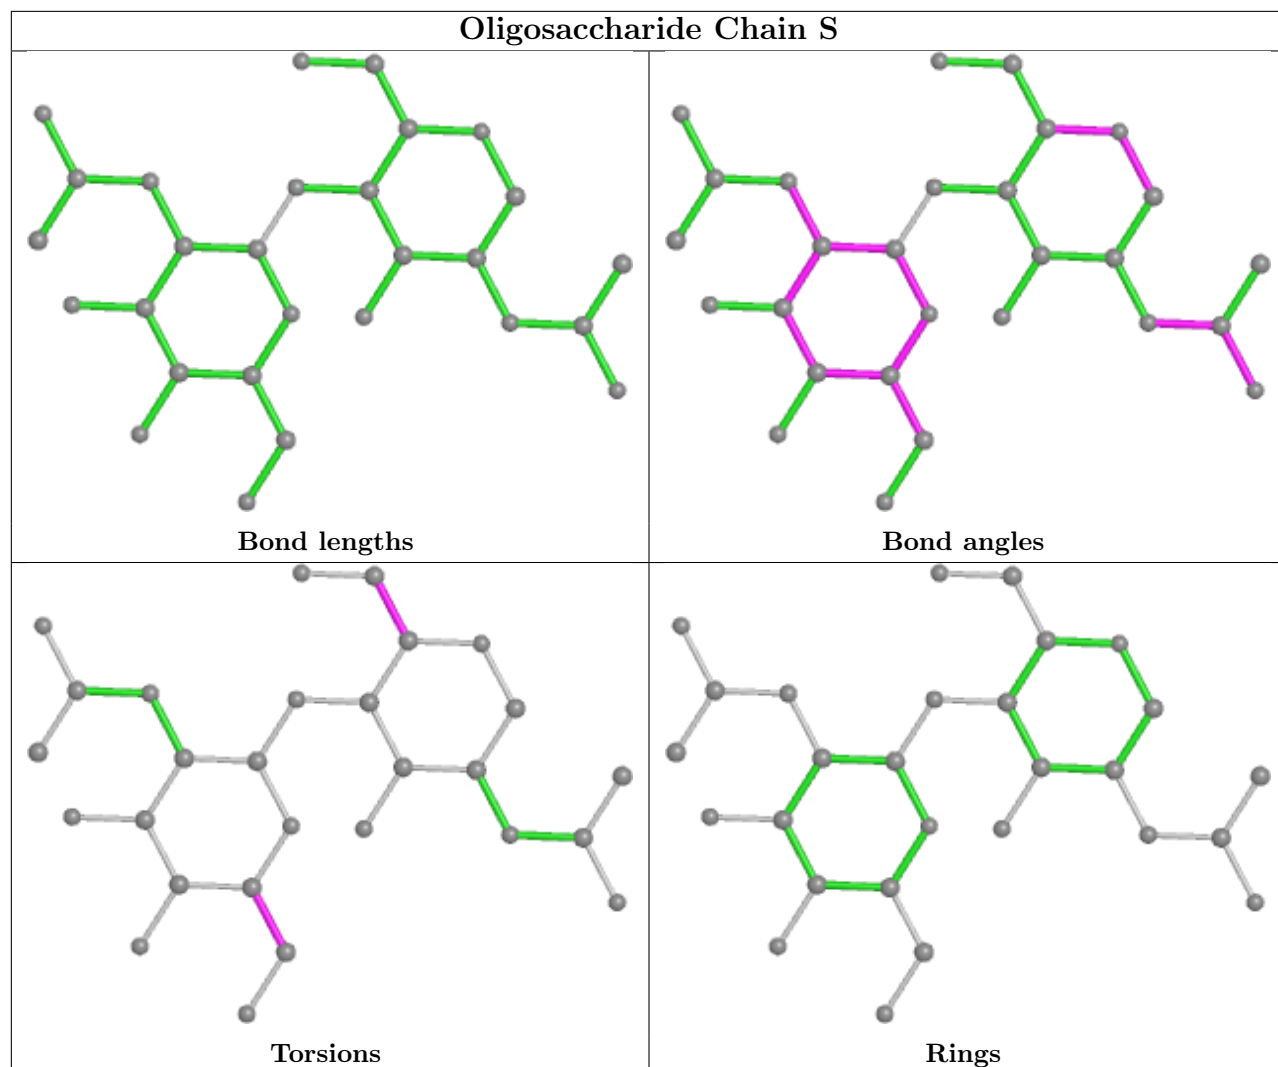 Oligosaccharide Chain S
Bond lengths
Bond angles
Torsions
Rings